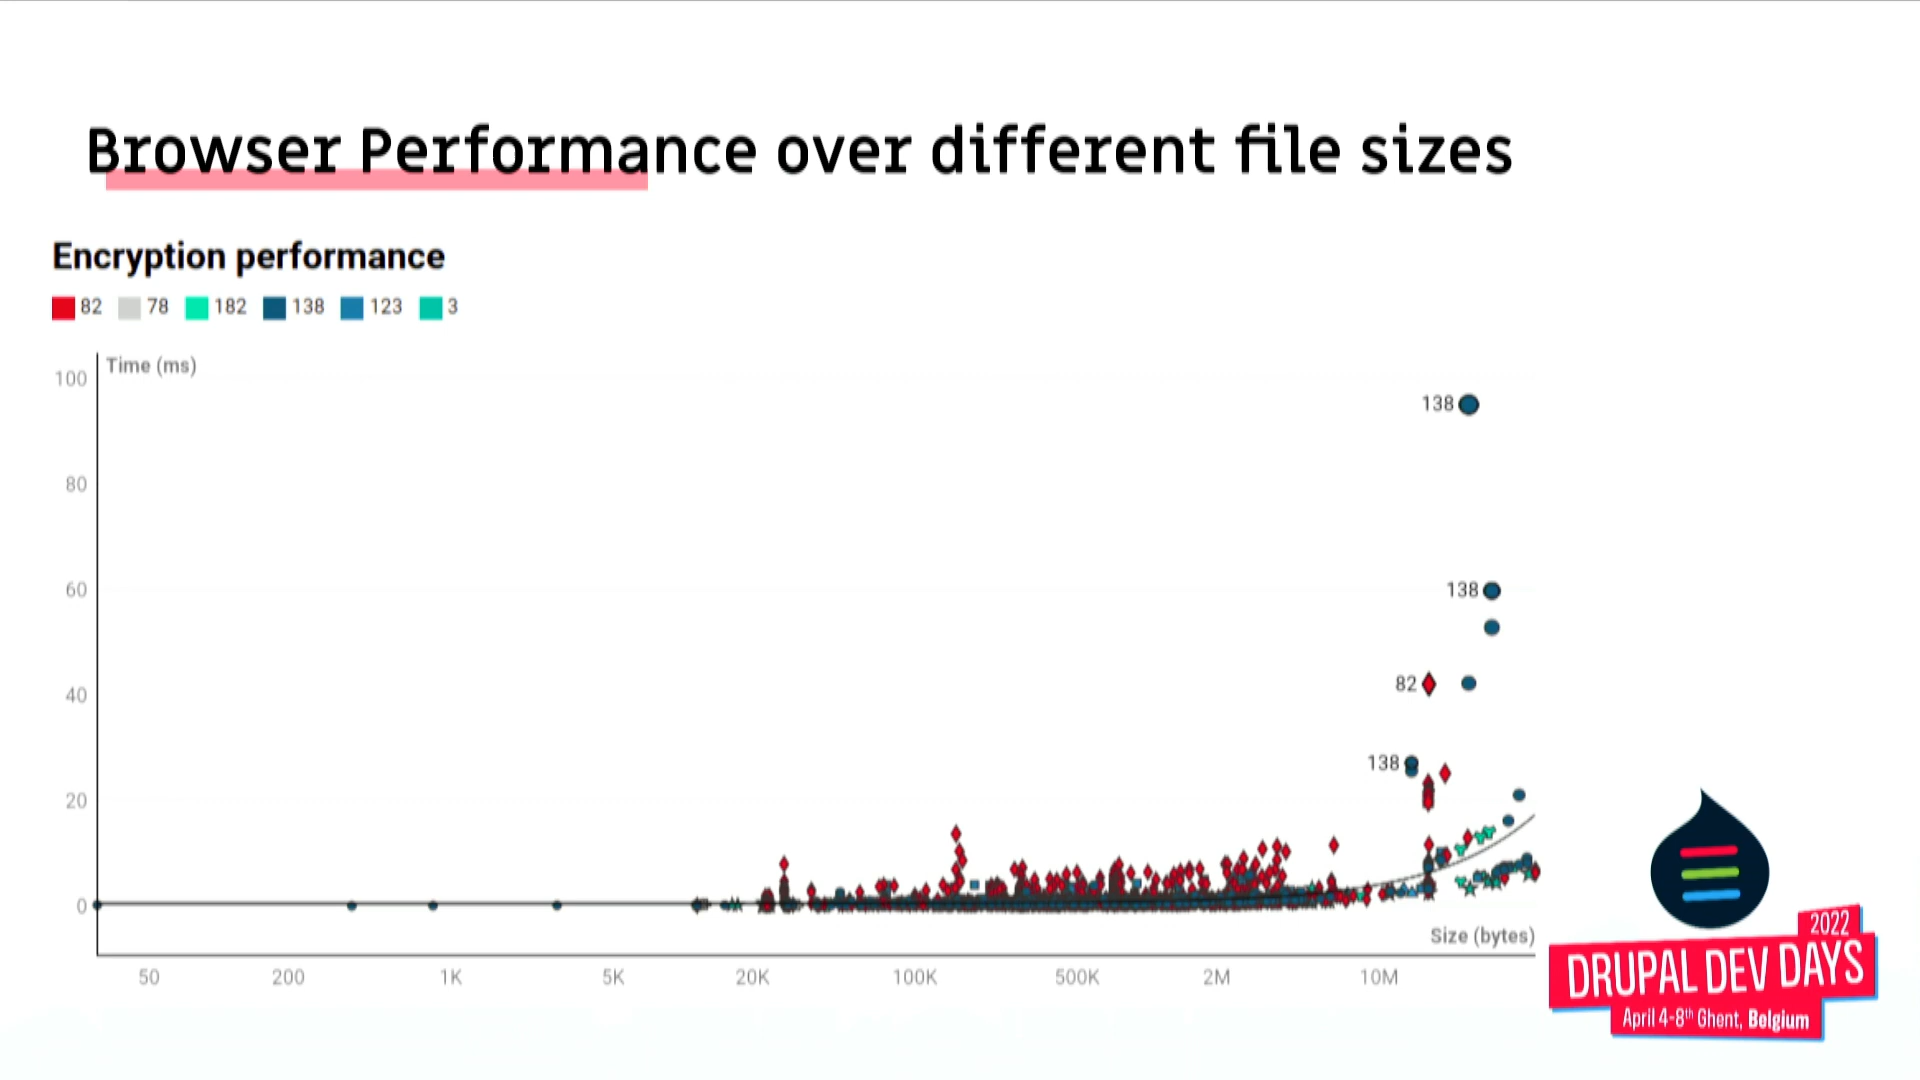 Browser Performance over different file sizes
Encryption performance
82 78 182 138 123 3
Time (ms)
100
80
60
40
20
0
138
138
82
138
Size (bytes)
50 200 1K 5K 20K 100K 500K 2M 10M
2022
DRUPAL DEV DAYS
April 4-8th Ghent, Belgium